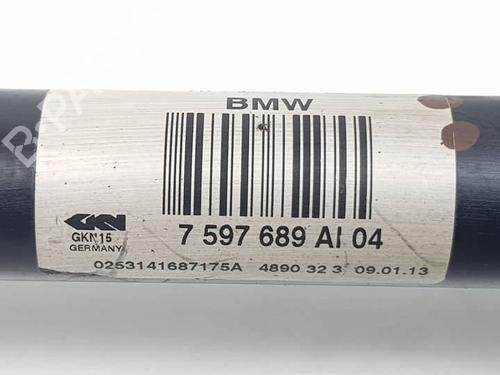 BMW
7 597 689 AI 04
GKN
GKN15
GERMANY
0253141687175A 4890 32 3 09.01.13